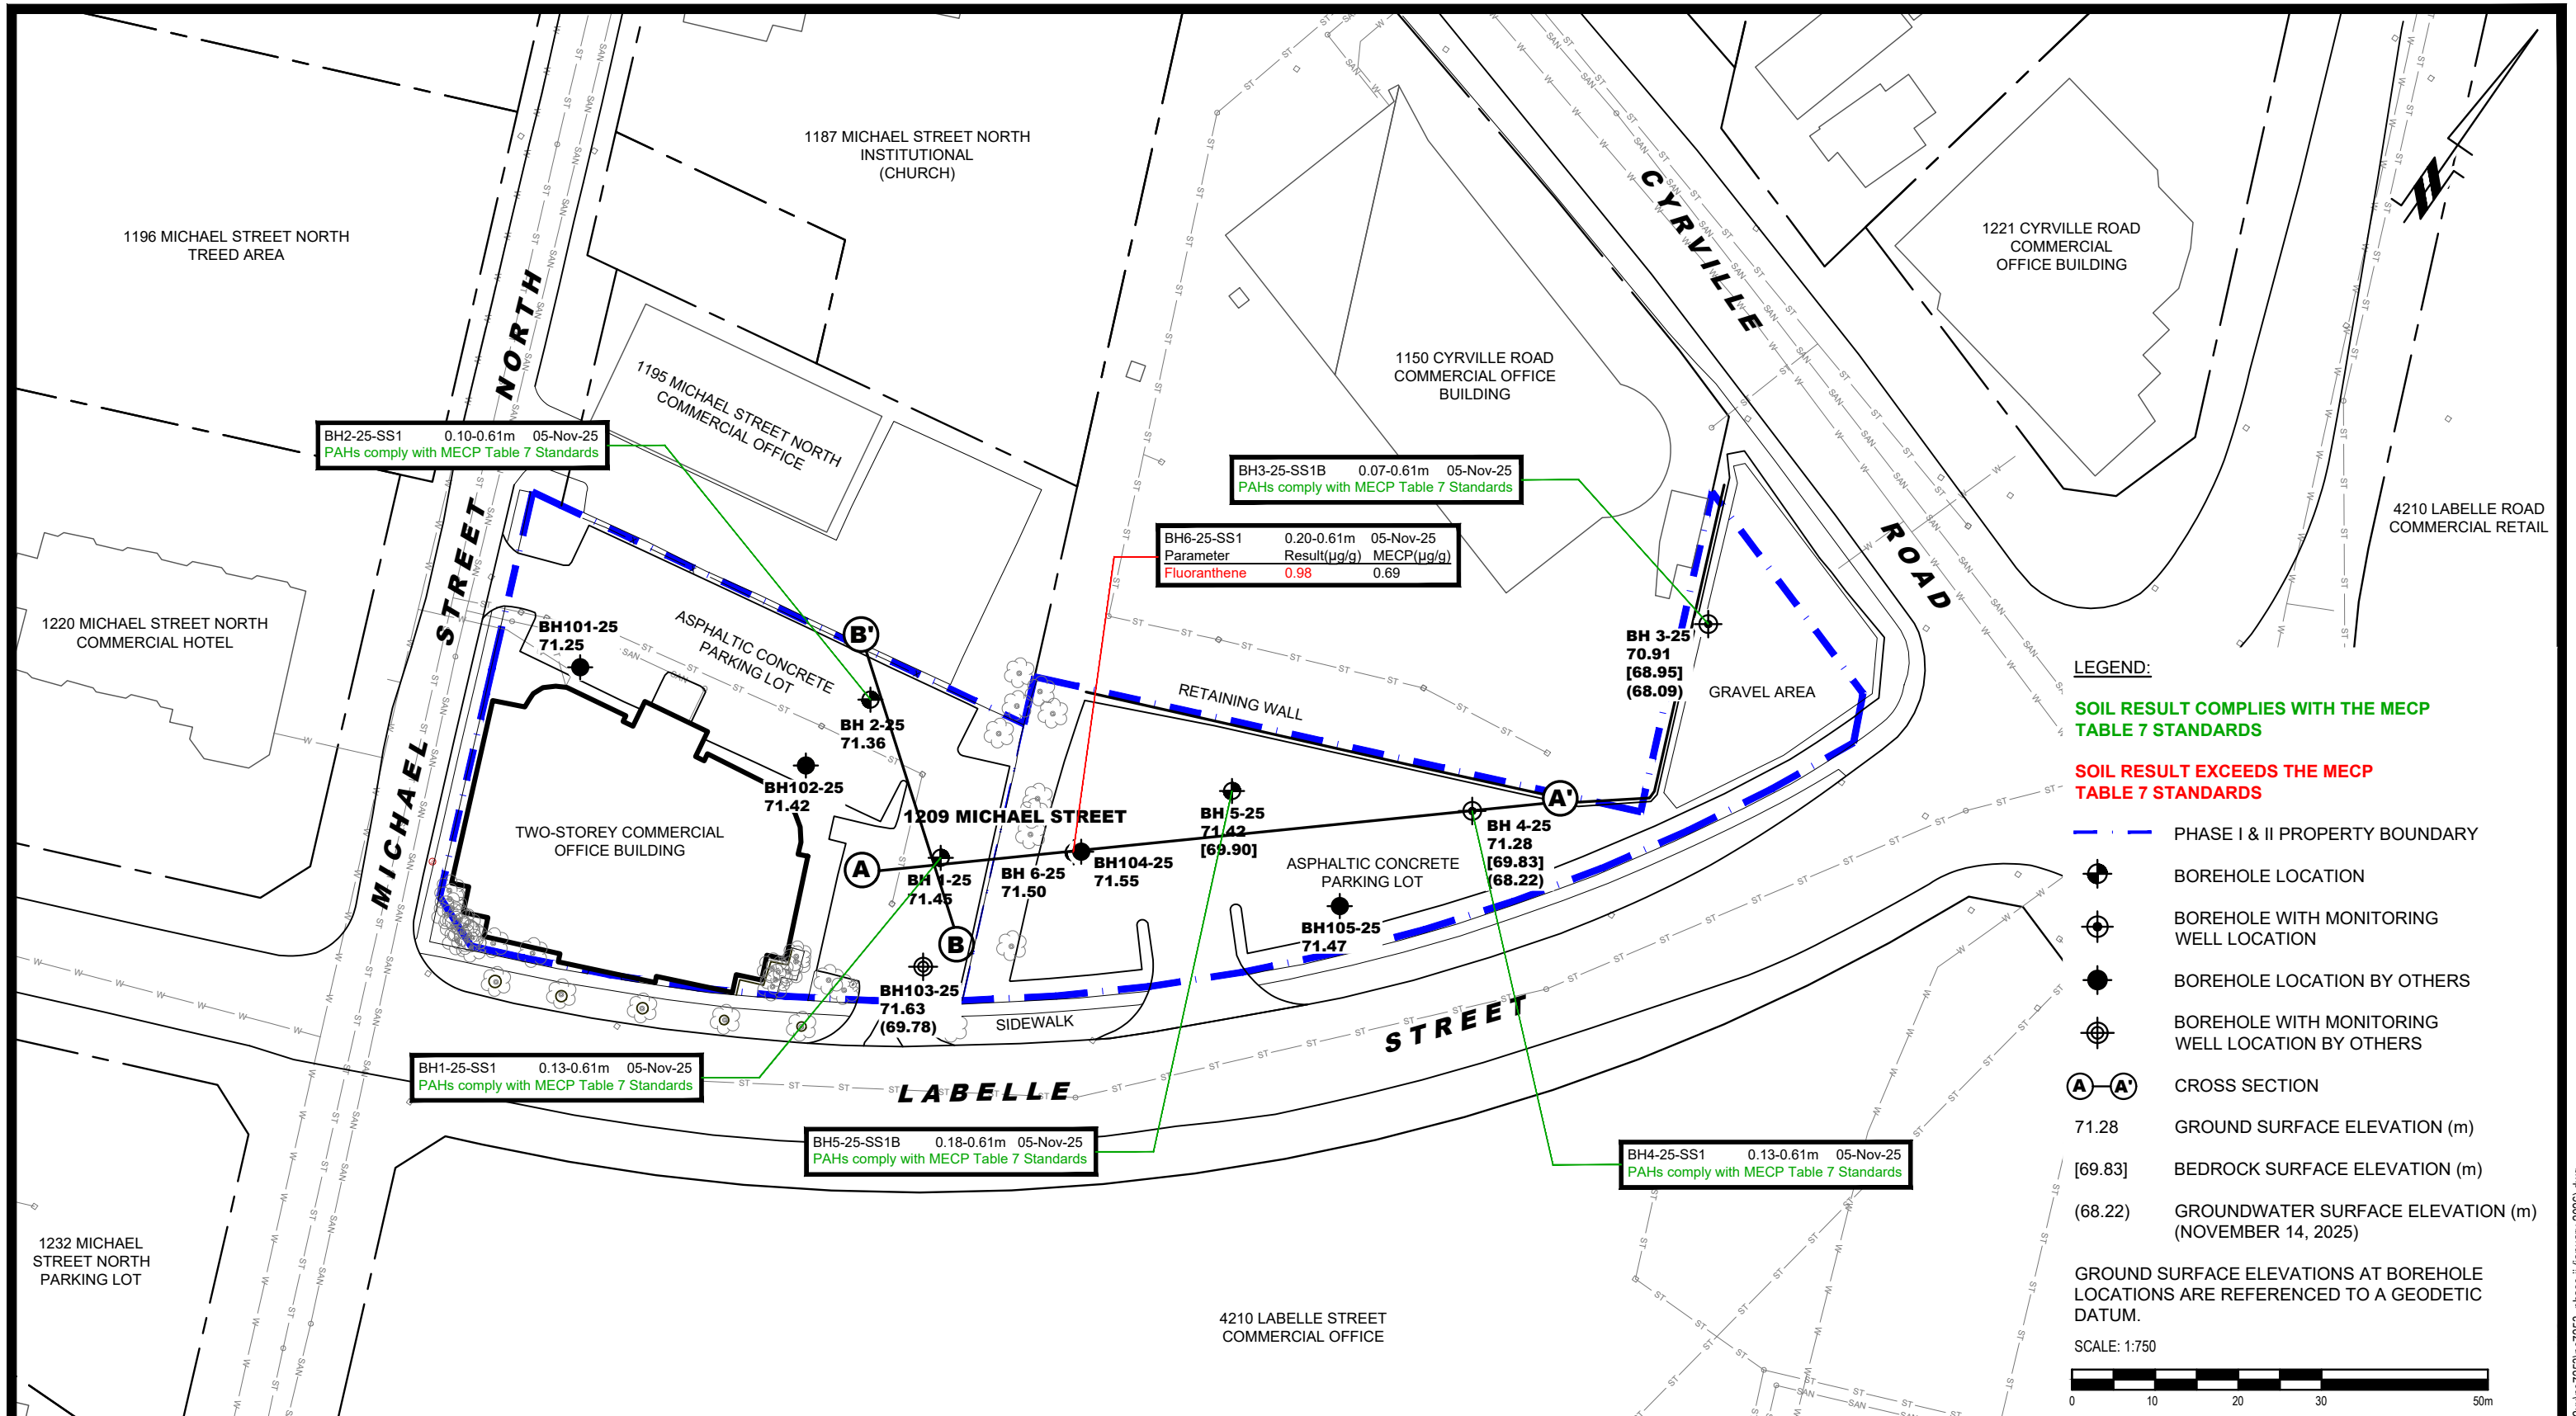 1187 MICHAEL STREET NORTH
INSTITUTIONAL
(CHURCH)
1196 MICHAEL STREET NORTH
TREED AREA
1221 CYRVILLE ROAD
COMMERCIAL
OFFICE BUILDING
CYRVILLE
ROAD
1150 CYRVILLE ROAD
COMMERCIAL OFFICE
BUILDING
1195 MICHAEL STREET NORTH
COMMERCIAL OFFICE
MICHAEL STREET NORTH
BH2-25-SS1 0.10-0.61m 05-Nov-25
PAHs comply with MECP Table 7 Standards
BH3-25-SS1B 0.07-0.61m 05-Nov-25
PAHs comply with MECP Table 7 Standards
BH6-25-SS1 0.20-0.61m 05-Nov-25
Parameter Result(µg/g) MECP(µg/g)
Fluoranthene 0.98 0.69
4210 LABELLE ROAD
COMMERCIAL RETAIL
1220 MICHAEL STREET NORTH
COMMERCIAL HOTEL
BH101-25
71.25
ASPHALTIC CONCRETE
PARKING LOT
B'
BH 2-25
71.36
BH102-25
71.42
RETAINING WALL
BH 3-25
70.91
[68.95]
(68.09)
GRAVEL AREA
TWO-STOREY COMMERCIAL
OFFICE BUILDING
1209 MICHAEL STREET
A
BH 1-25
71.45
BH 6-25
71.50
BH104-25
71.55
BH 5-25
71.42
[69.90]
A'
BH 4-25
71.28
[69.83]
(68.22)
ASPHALTIC CONCRETE
PARKING LOT
BH105-25
71.47
B
BH103-25
71.63
(69.78)
SIDEWALK
LABELLE STREET
BH1-25-SS1 0.13-0.61m 05-Nov-25
PAHs comply with MECP Table 7 Standards
BH5-25-SS1B 0.18-0.61m 05-Nov-25
PAHs comply with MECP Table 7 Standards
BH4-25-SS1 0.13-0.61m 05-Nov-25
PAHs comply with MECP Table 7 Standards
1232 MICHAEL
STREET NORTH
PARKING LOT
4210 LABELLE STREET
COMMERCIAL OFFICE
LEGEND:
SOIL RESULT COMPLIES WITH THE MECP
TABLE 7 STANDARDS
SOIL RESULT EXCEEDS THE MECP
TABLE 7 STANDARDS
PHASE I & II PROPERTY BOUNDARY
BOREHOLE LOCATION
BOREHOLE WITH MONITORING
WELL LOCATION
BOREHOLE LOCATION BY OTHERS
BOREHOLE WITH MONITORING
WELL LOCATION BY OTHERS
A A' CROSS SECTION
71.28 GROUND SURFACE ELEVATION (m)
[69.83] BEDROCK SURFACE ELEVATION (m)
(68.22) GROUNDWATER SURFACE ELEVATION (m)
(NOVEMBER 14, 2025)
GROUND SURFACE ELEVATIONS AT BOREHOLE
LOCATIONS ARE REFERENCED TO A GEODETIC
DATUM.
SCALE: 1:750
0 10 20 30 50m